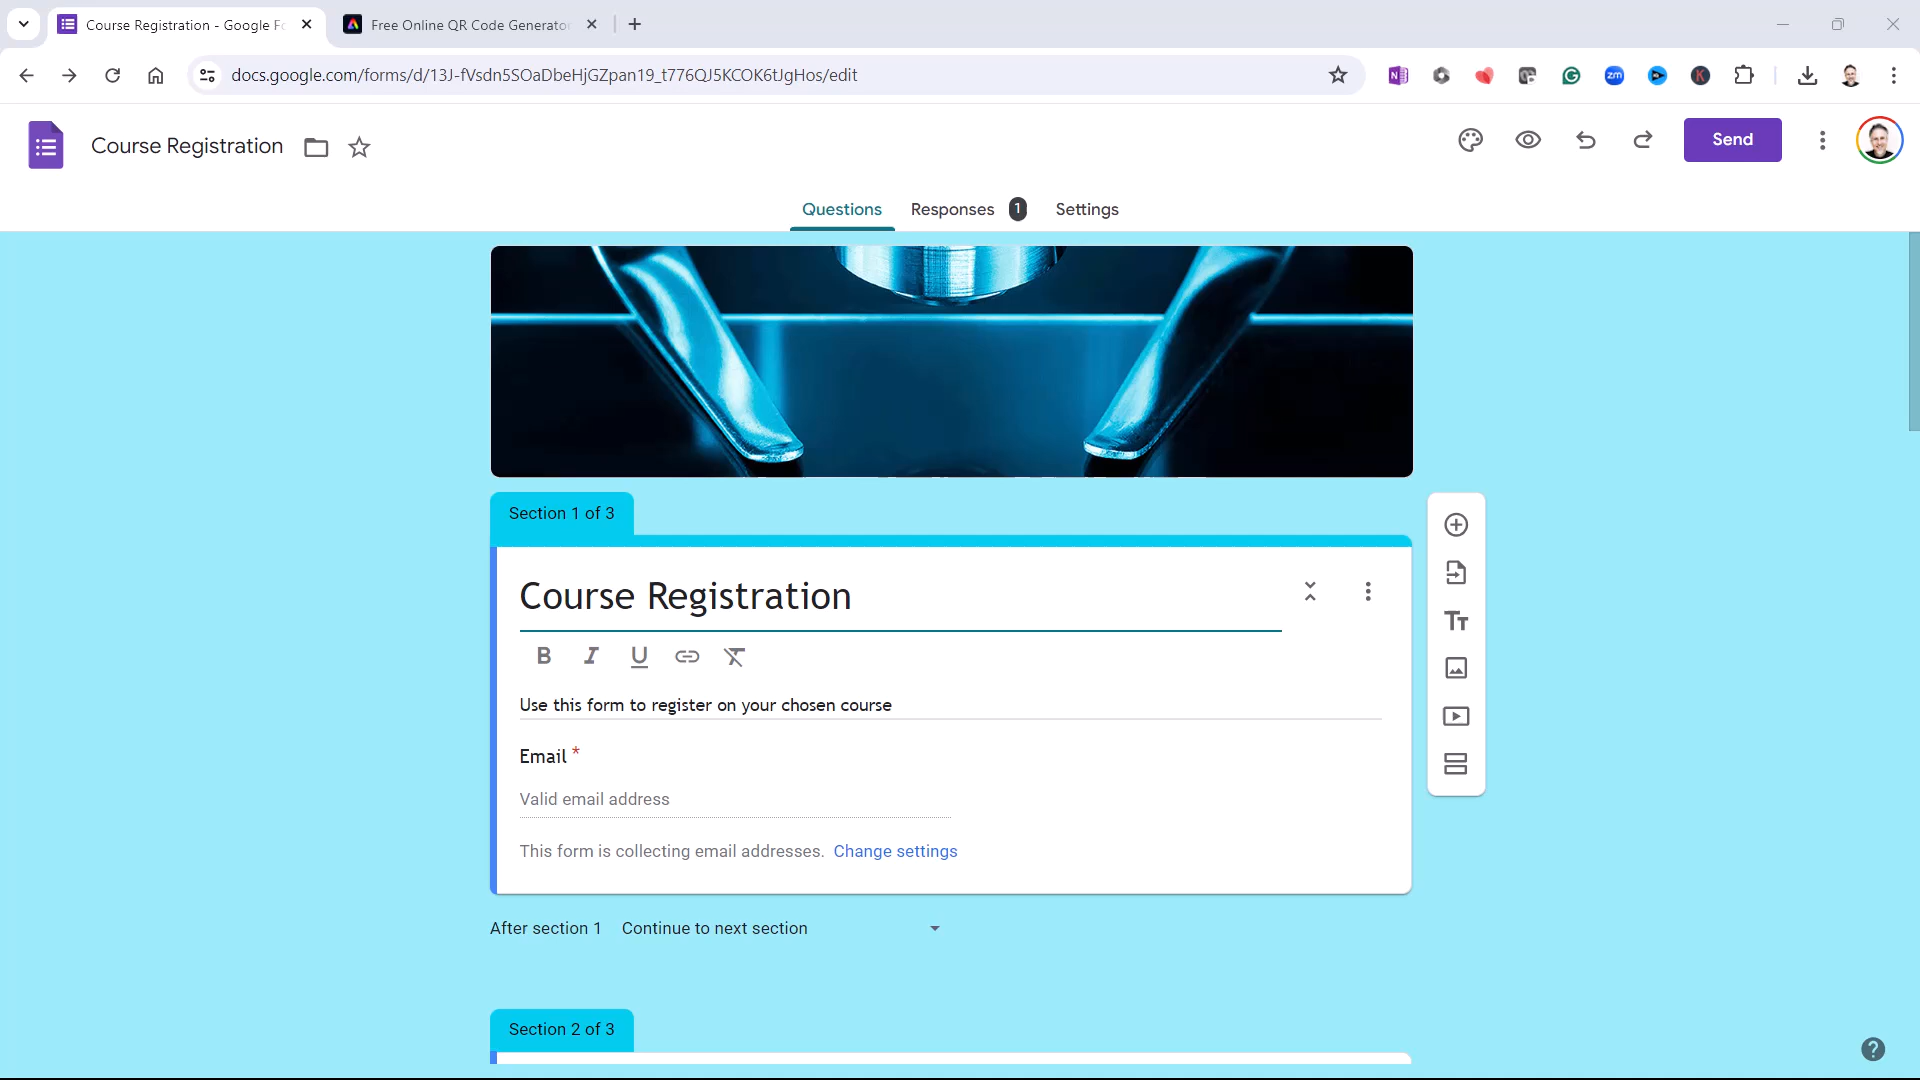 Course Registration - Google Fo
Free Online QR Code Generator
docs.google.com/forms/d/13J-fVsdn5SOaDbeHjGZpan19_t776QJ5KCOK6tJgHos/edit
Course Registration
Send
Questions
Responses 1
Settings
Section 1 of 3
Course Registration
B I U
Use this form to register on your chosen course
Email *
Valid email address
This form is collecting email addresses. Change settings
After section 1 Continue to next section
Section 2 of 3